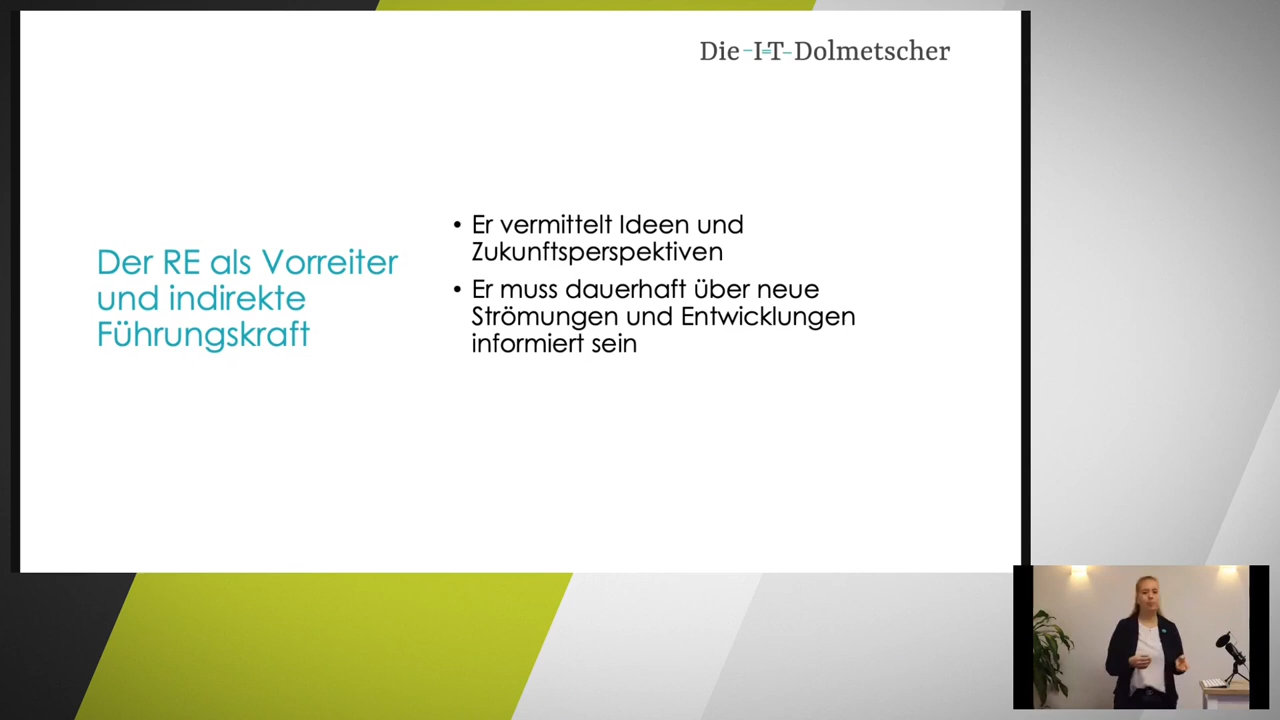 Die-I-T-Dolmetscher
Der RE als Vorreiter
und indirekte
Führungskraft
• Er vermittelt Ideen und
Zukunftsperspektiven
• Er muss dauerhaft über neue
Strömungen und Entwicklungen
informiert sein